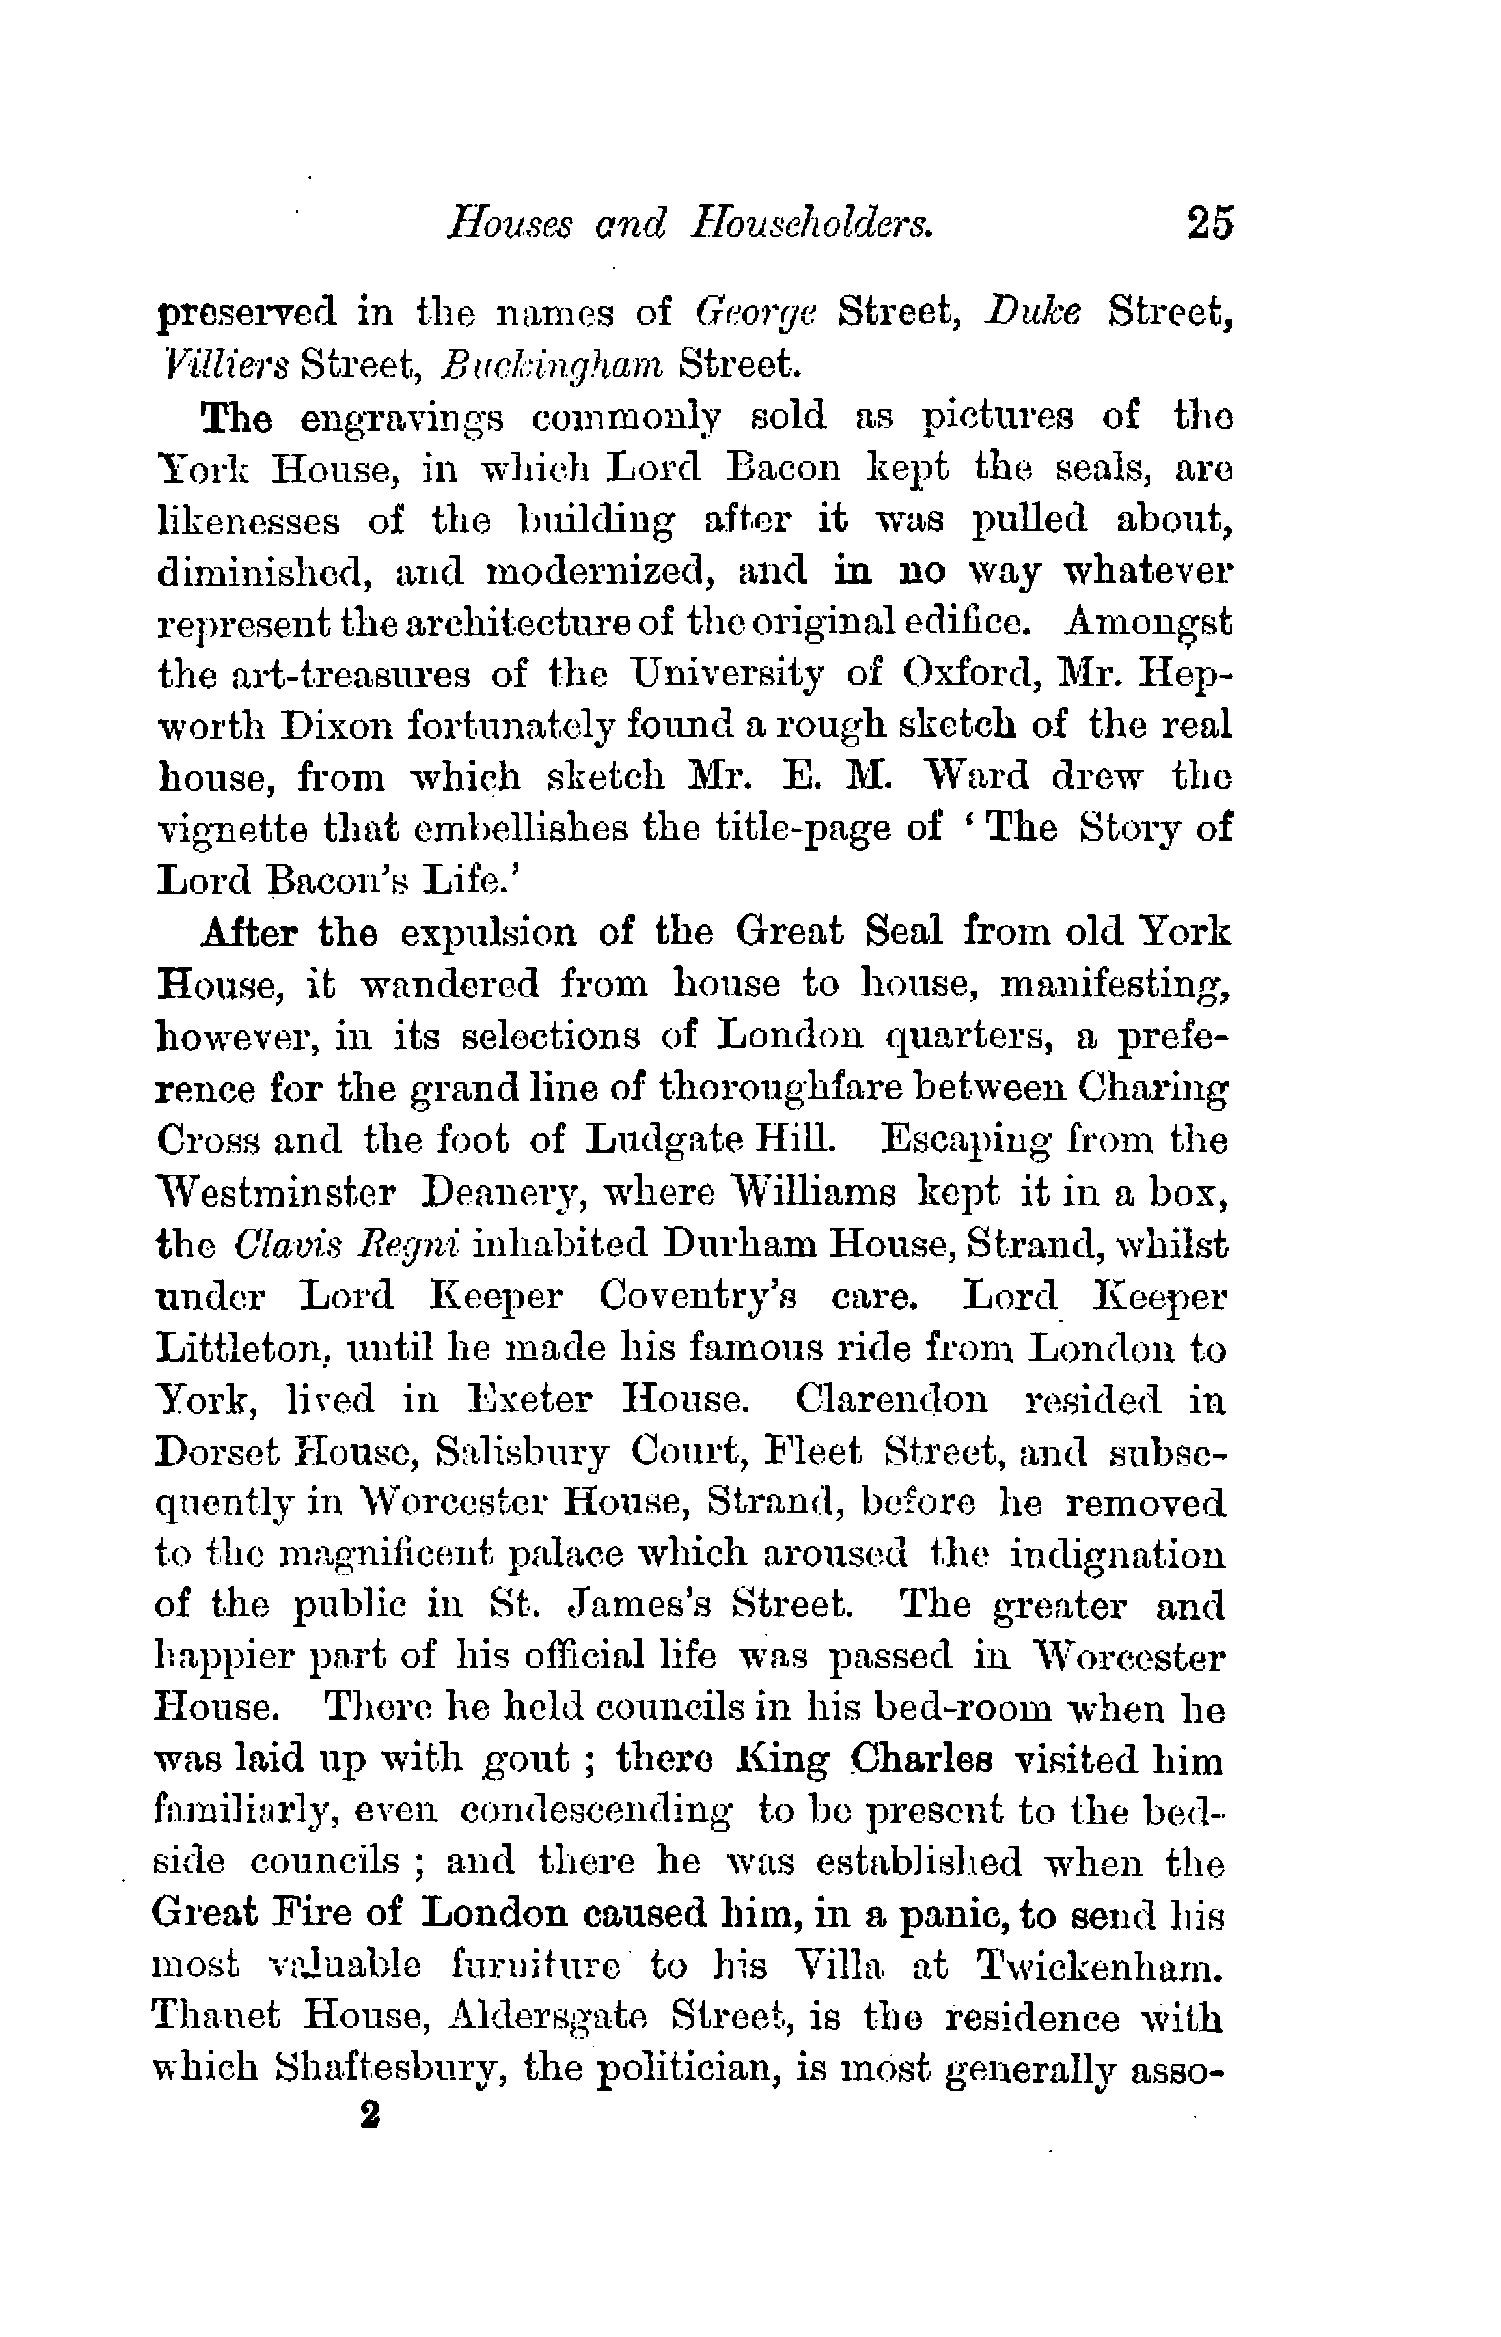 Houses and Householders. 25
preserved in the names of George Street, Duke Street,
Villiers Street, Buckingham Street.
The engravings commonly sold as pictures of the
York House, in which Lord Bacon kept the seals, are
likenesses of the building after it was pulled about,
diminished, and modernized, and in no way whatever
represent the architecture of the original edifice. Amongst
the art-treasures of the University of Oxford, Mr. Hep-
worth Dixon fortunately found a rough sketch of the real
house, from which sketch Mr. E. M. Ward drew the
vignette that embellishes the title-page of ‘ The Story of
Lord Bacon's Life.’
After the expulsion of the Great Seal from old York
House, it wandered from house to house, manifesting,
however, in its selections of London quarters, a prefe-
rence for the grand line of thoroughfare between Charing
Cross and the foot of Ludgate Hill. Escaping from the
Westminster Deanery, where Williams kept it in a box,
the Clavis Regni inhabited Durham House, Strand, whilst
under Lord Keeper Coventry's care. Lord Keeper
Littleton, until he made his famous ride from London to
York, lived in Exeter House. Clarendon resided in
Dorset House, Salisbury Court, Fleet Street, and subse-
quently in Worcester House, Strand, before he removed
to the magnificent palace which aroused the indignation
of the public in St. James's Street. The greater and
happier part of his official life was passed in Worcester
House. There he held councils in his bed-room when he
was laid up with gout ; there King Charles visited him
familiarly, even condescending to be present to the bed-
side councils ; and there he was established when the
Great Fire of London caused him, in a panic, to send his
most valuable furniture to his Villa at Twickenham.
Thanet House, Aldersgate Street, is the residence with
which Shaftesbury, the politician, is most generally asso-
2